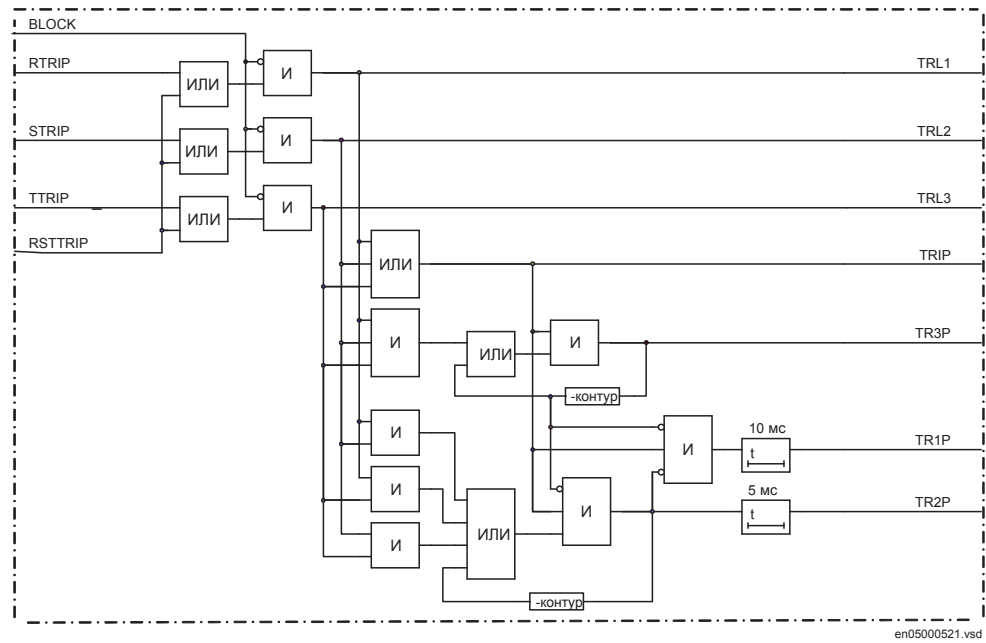 BLOCK
RTRIP
ИЛИ
И
TRL1
STRIP
ИЛИ
И
TRL2
TTRIP
ИЛИ
И
TRL3
RSTTRIP
ИЛИ
TRIP
И
ИЛИ
И
TR3P
-контур
И
И
10 мс
t
TR1P
И
ИЛИ
И
5 мс
t
TR2P
И
-контур
en05000521.vsd